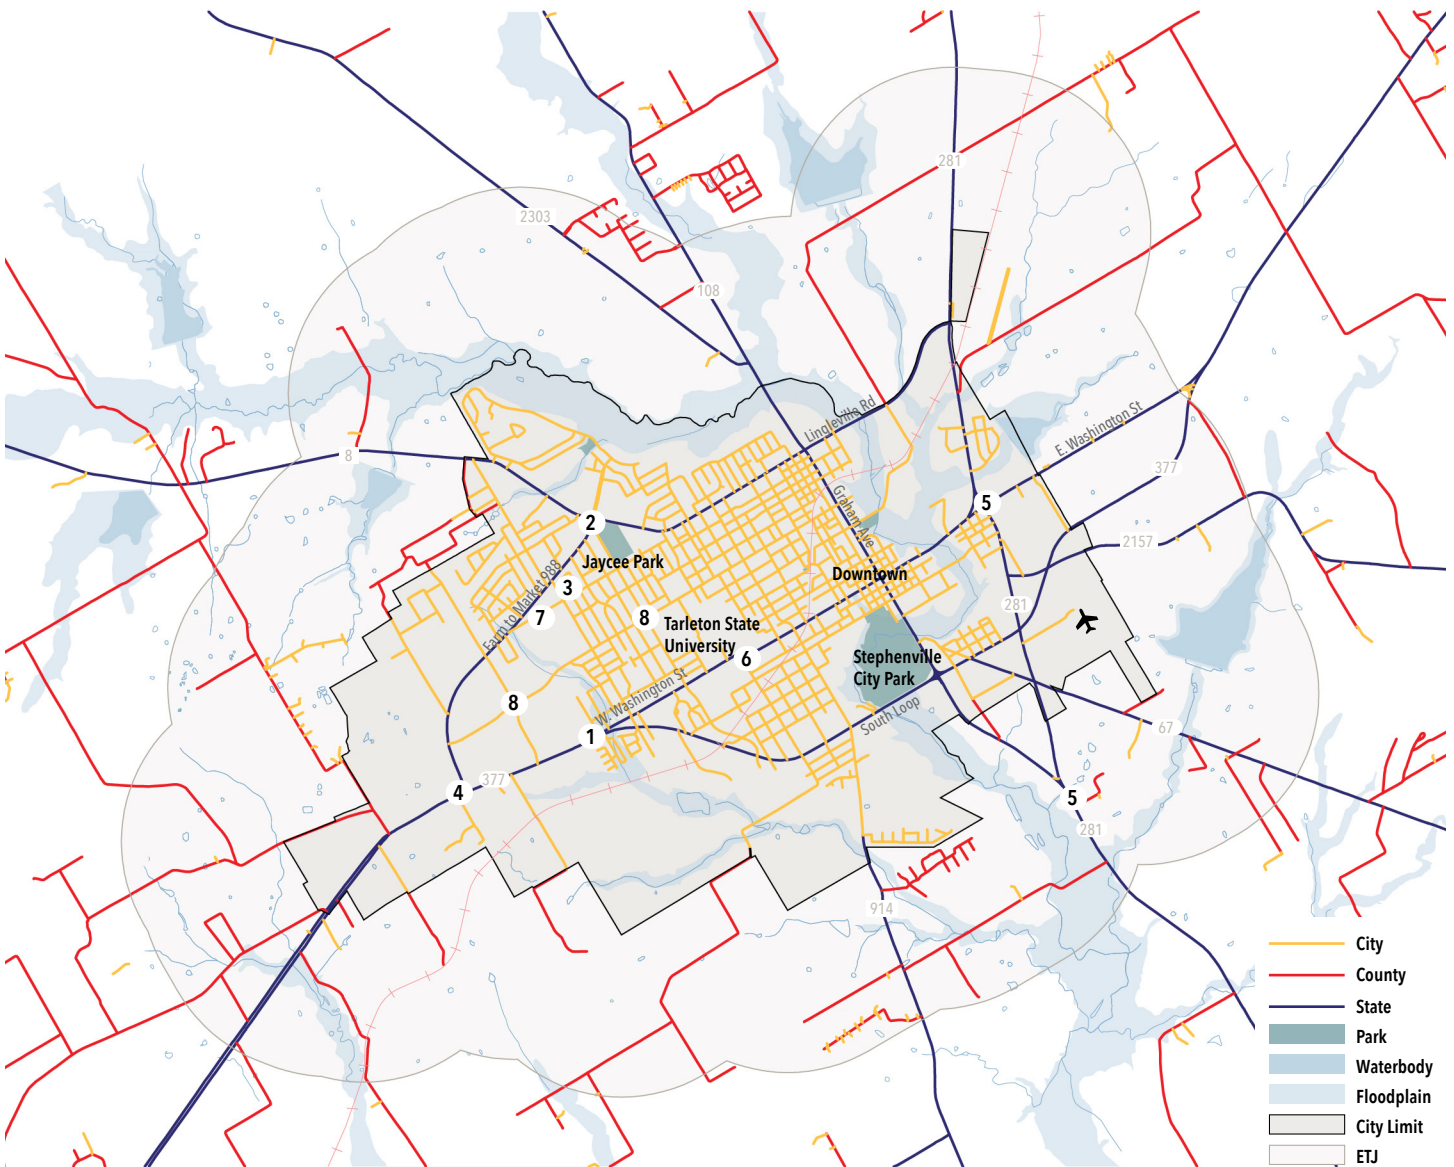 281
2303
108
Lingleville Rd
E. Washington St
8
377
Graham Ave
5
2
2157
Jaycee Park
Downtown
Farm to Market 988
3
281
7
8
Tarleton State
University
6
Stephenville
City Park
W. Washington St
8
South Loop
1
67
377
4
5
281
914
City
County
State
Park
Waterbody
Floodplain
City Limit
ETJ